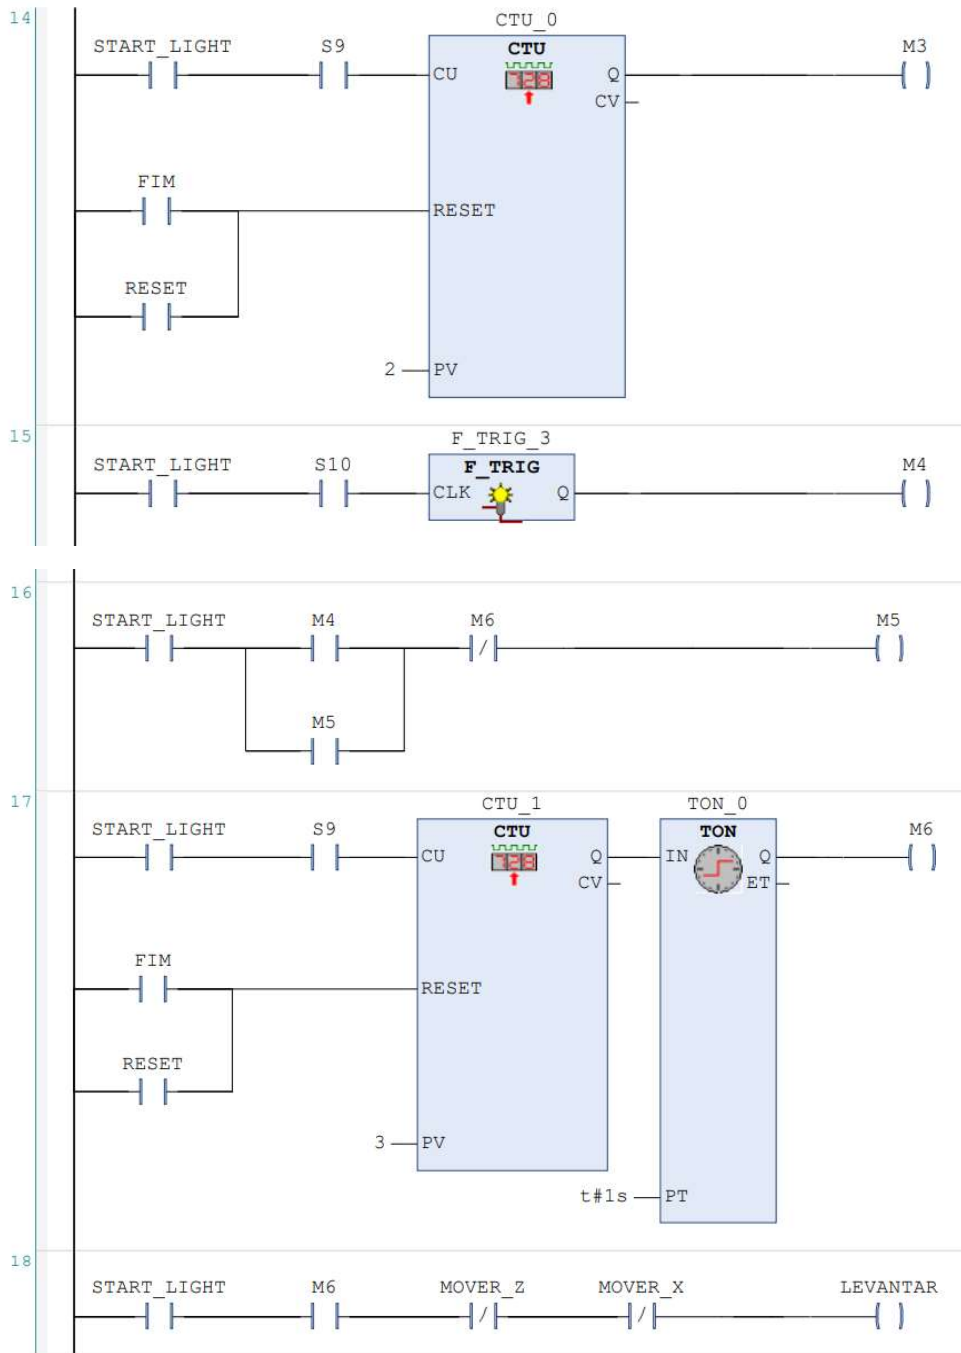 14
CTU_0
START_LIGHT S9 CTU M3
728
CU Q
CV
FIM
RESET
RESET
2 PV
15
F_TRIG_3
START_LIGHT S10 F_TRIG M4
CLK Q
16
START_LIGHT M4 M6 M5
/
M5
17
CTU_1 TON_0
START_LIGHT S9 CTU TON M6
728
CU Q IN Q
CV ET
FIM
RESET
RESET
3 PV
t#1s PT
18
START_LIGHT M6 MOVER_Z MOVER_X LEVANTAR
/ /